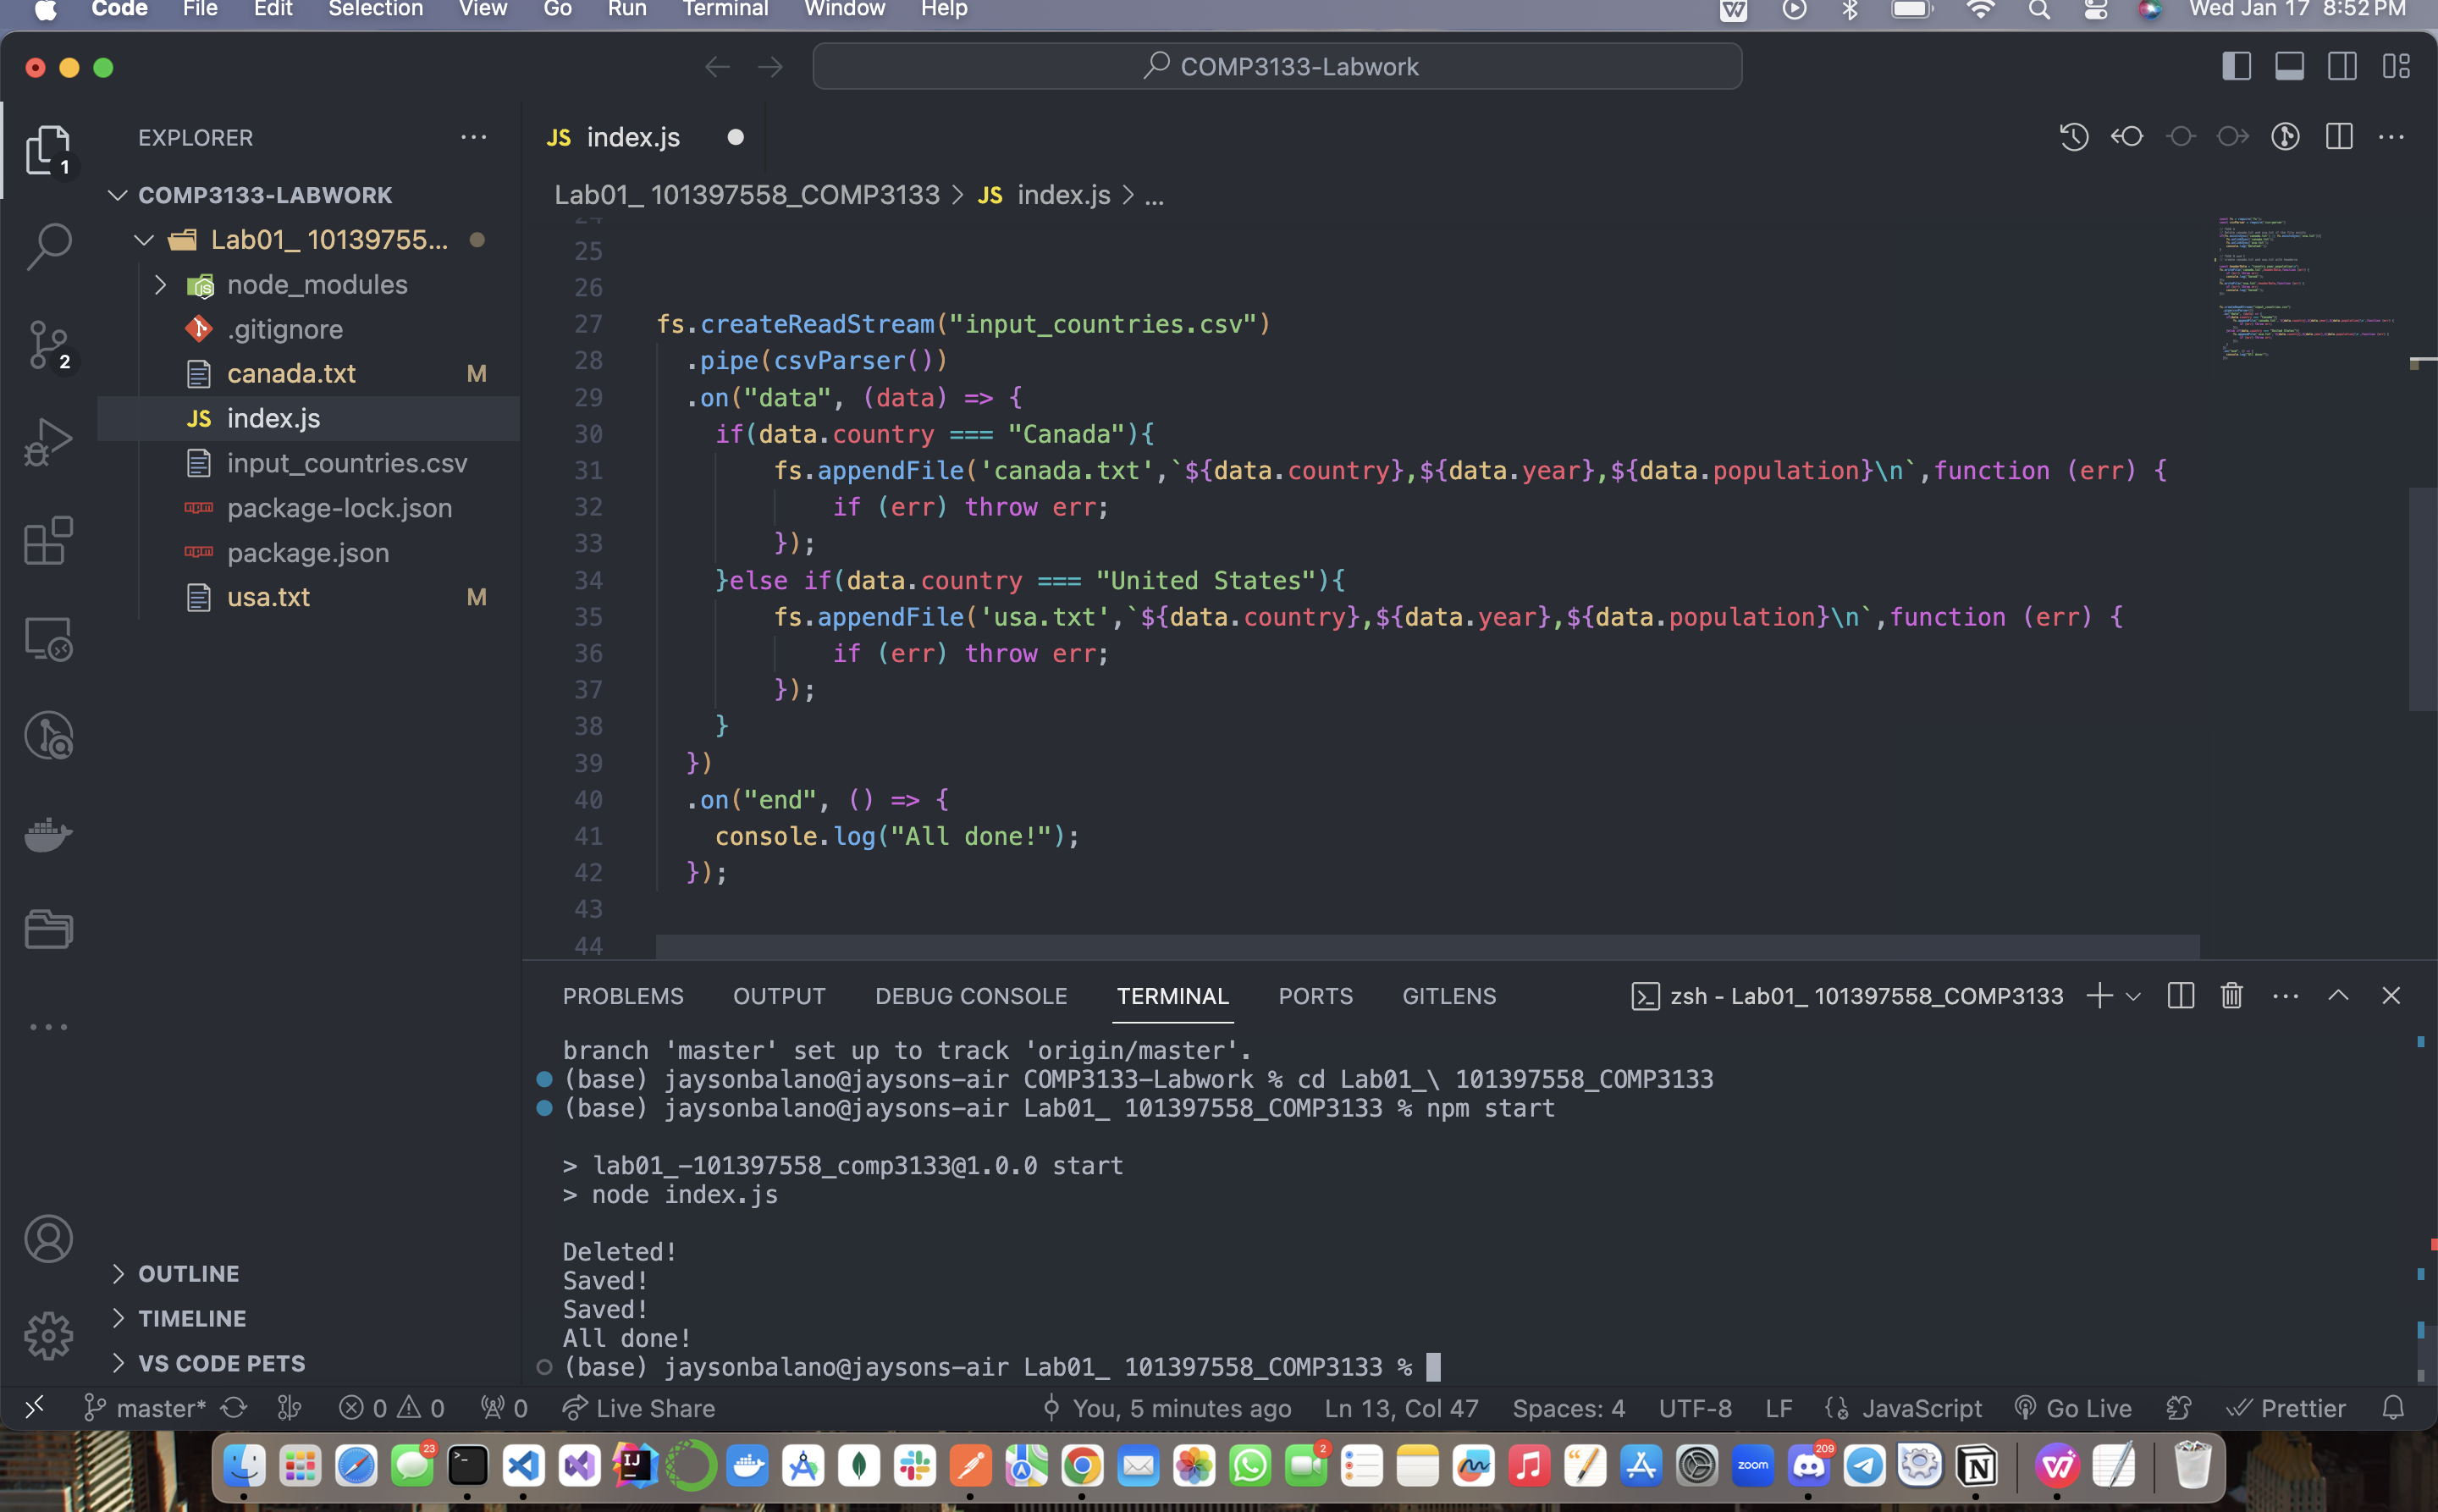 Code File Edit Selection View Go Run Terminal Window Help Wed Jan 17 8:52 PM
COMP3133-Labwork
EXPLORER
COMP3133-LABWORK
Lab01_ 10139755...
node_modules
.gitignore
canada.txt M
JS index.js
input_countries.csv
package-lock.json
package.json
usa.txt M
OUTLINE
TIMELINE
VS CODE PETS
1
2
JS index.js
Lab01_ 101397558_COMP3133 > JS index.js > ...
24
25
26
27 fs.createReadStream("input_countries.csv")
28 .pipe(csvParser())
29 .on("data", (data) => {
30 if(data.country === "Canada"){
31 fs.appendFile('canada.txt',`${data.country},${data.year},${data.population}\n`,function (err) {
32 if (err) throw err;
33 });
34 }else if(data.country === "United States"){
35 fs.appendFile('usa.txt',`${data.country},${data.year},${data.population}\n`,function (err) {
36 if (err) throw err;
37 });
38 }
39 })
40 .on("end", () => {
41 console.log("All done!");
42 });
43
44
PROBLEMS OUTPUT DEBUG CONSOLE TERMINAL PORTS GITLENS zsh - Lab01_ 101397558_COMP3133
branch 'master' set up to track 'origin/master'.
(base) jaysonbalano@jaysons-air COMP3133-Labwork % cd Lab01_\ 101397558_COMP3133
(base) jaysonbalano@jaysons-air Lab01_ 101397558_COMP3133 % npm start
> lab01_-101397558_comp3133@1.0.0 start
> node index.js
Deleted!
Saved!
Saved!
All done!
(base) jaysonbalano@jaysons-air Lab01_ 101397558_COMP3133 %
master* 0 0 0 Live Share You, 5 minutes ago Ln 13, Col 47 Spaces: 4 UTF-8 LF JavaScript Go Live Prettier
23 IJ 2 zoom 209